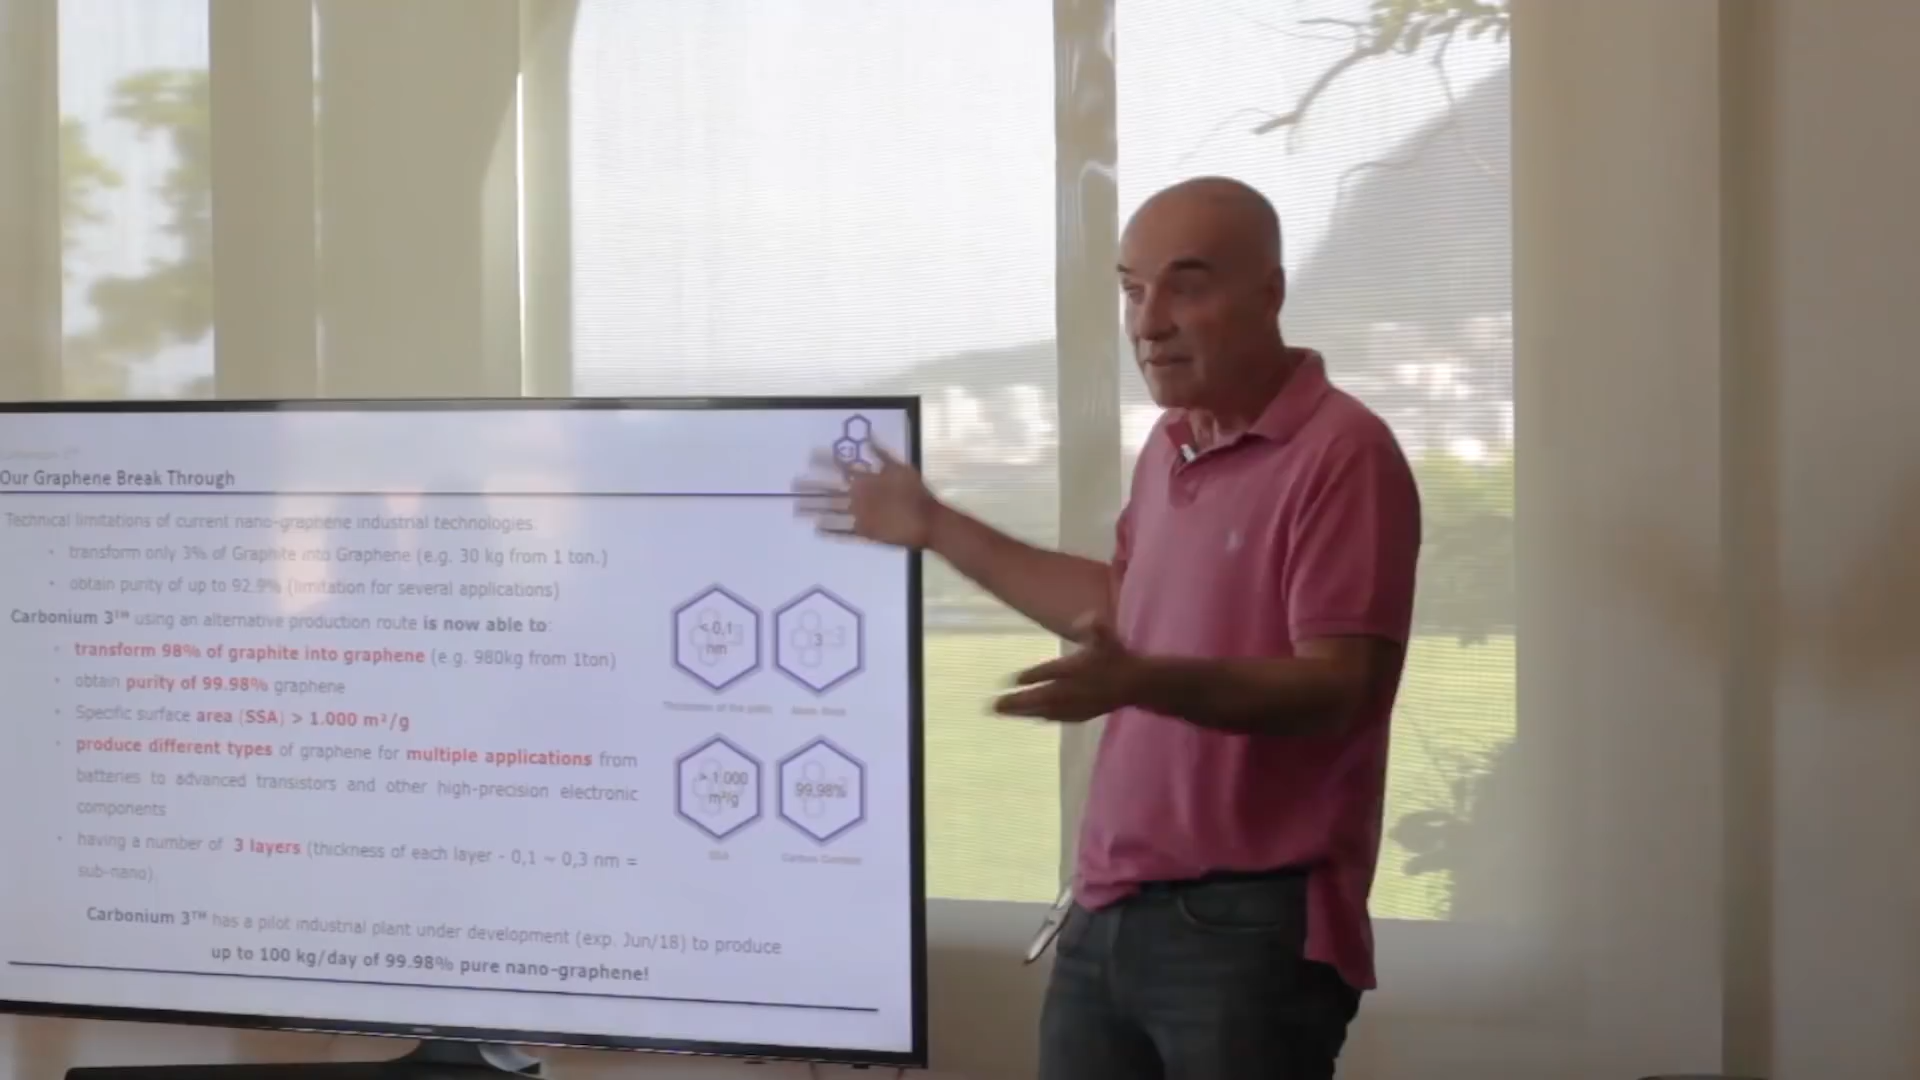 Our Graphene Break Through
Technical limitations of current nano-graphene industrial technologies:
• transform only 3% of Graphite into Graphene (e.g. 30 kg from 1 ton.)
• obtain purity of up to 92.9% (limitation for several applications)
Carbonium 3™ using an alternative production route is now able to:
• transform 98% of graphite into graphene (e g. 980kg from 1ton)
• obtain purity of 99.98% graphene
• Specific surface area (SSA) > 1.000 m²/g
• produce different types of graphene for multiple applications from
batteries to advanced transistors and other high-precision electronic
components
• having a number of 3 layers (thickness of each layer - 0,1 ~ 0,3 nm =
sub-nano)
Carbonium 3™ has a pilot industrial plant under development (exp. Jun/18) to produce
up to 100 kg/day of 99.98% pure nano-graphene!
< 0,1
nm
3
> 1.000
m²/g
99,98%
SSA
Carbon Content